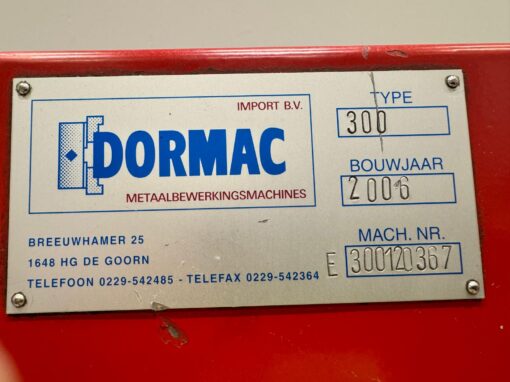 IMPORT B.V.
DORMAC
METAALBEWERKINGSMACHINES
BREEUWHAMER 25
1648 HG DE GOORN
TELEFOON 0229-542485 - TELEFAX 0229-542364
TYPE
300
BOUWJAAR
2006
MACH. NR.
E 300120367